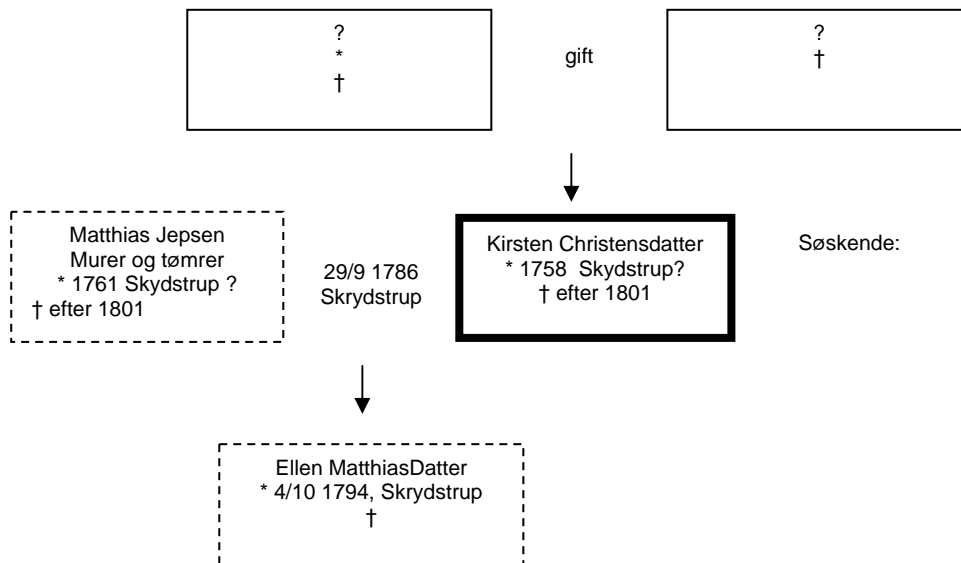 ?
*
†
gift
?
†
Matthias Jepsen
Murer og tømrer
* 1761 Skydstrup ?
† efter 1801
29/9 1786
Skrydstrup
Kirsten Christensdatter
* 1758 Skydstrup?
† efter 1801
Søskende:
Ellen MatthiasDatter
* 4/10 1794, Skrydstrup
†